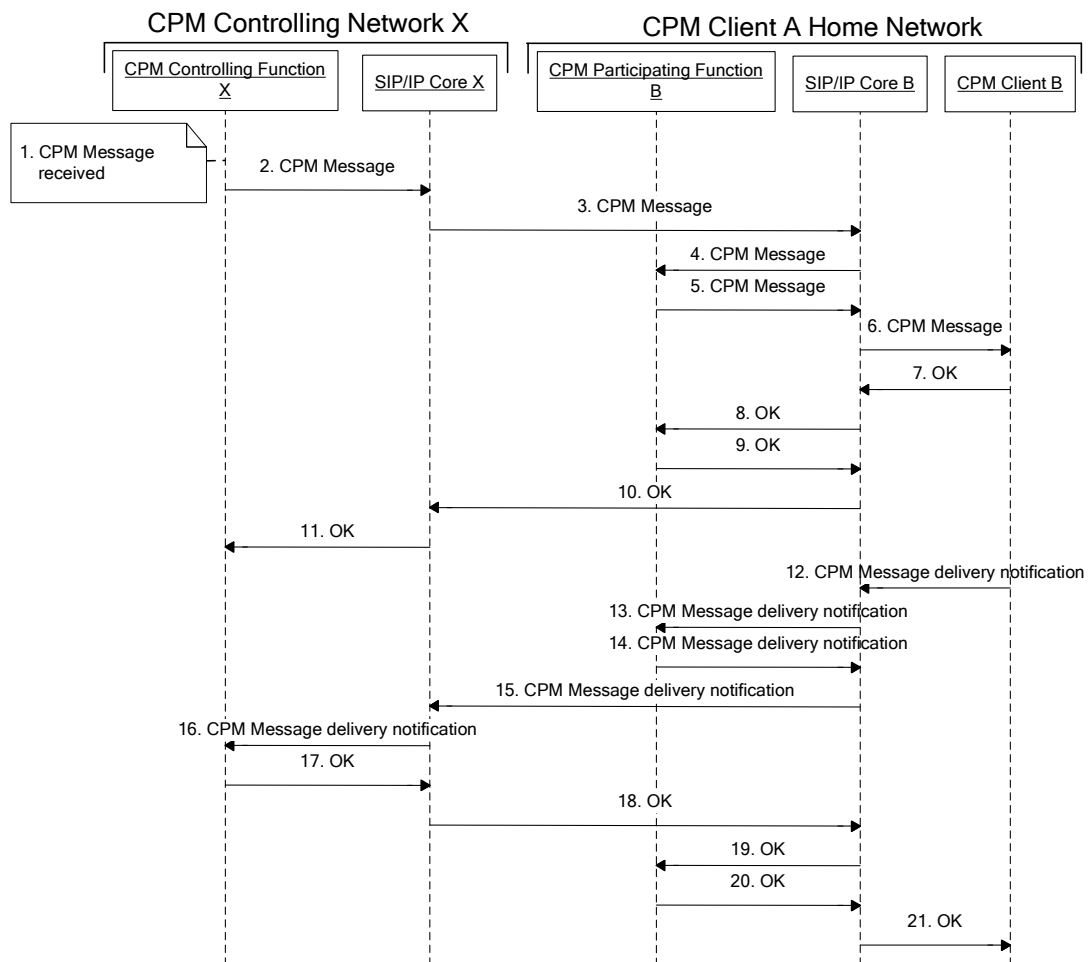 CPM Controlling Network X
CPM Client A Home Network
CPM Controlling Function
X
SIP/IP Core X
CPM Participating Function
B
SIP/IP Core B
CPM Client B
1. CPM Message
received
2. CPM Message
3. CPM Message
4. CPM Message
5. CPM Message
6. CPM Message
7. OK
8. OK
9. OK
10. OK
11. OK
12. CPM Message delivery notification
13. CPM Message delivery notification
14. CPM Message delivery notification
15. CPM Message delivery notification
16. CPM Message delivery notification
17. OK
18. OK
19. OK
20. OK
21. OK